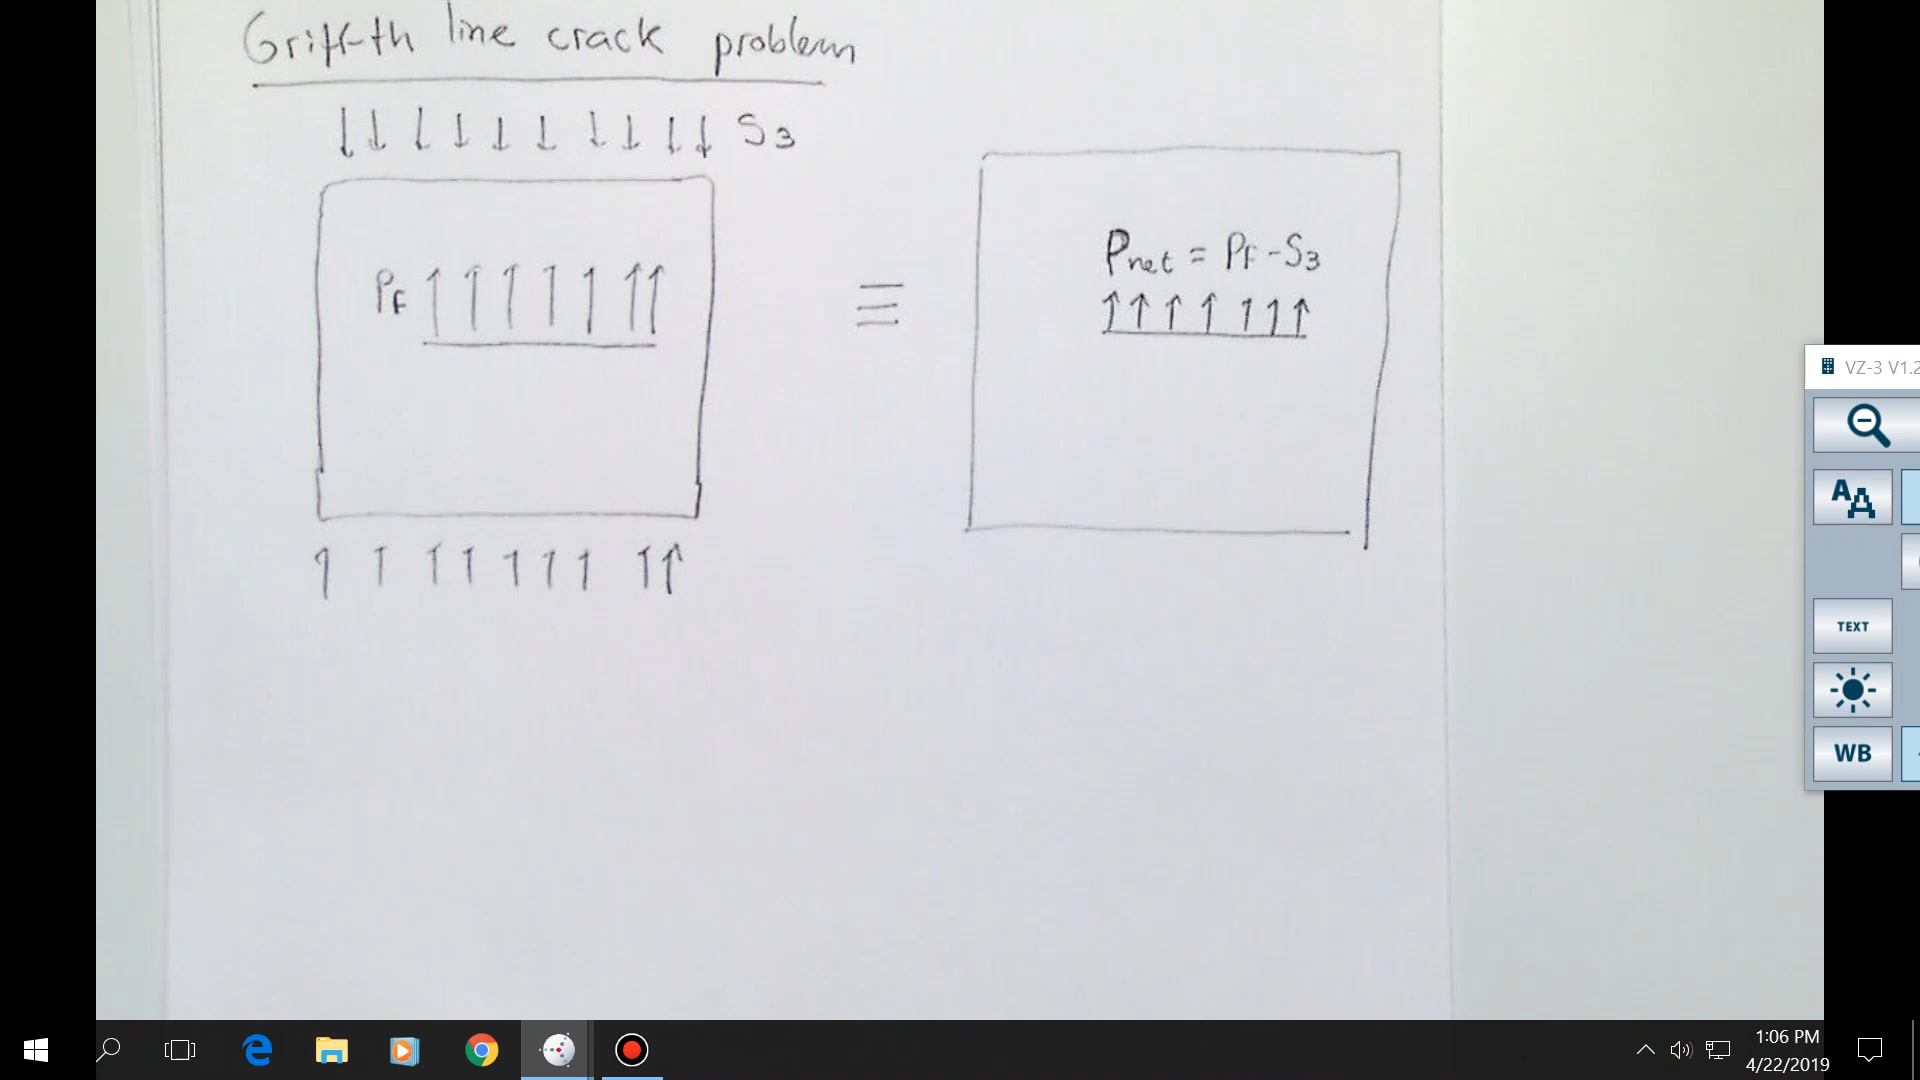 Griffith line crack problem
S3
PF
≡
Pnet = PF - S3
VZ-3 V1.2
AA
TEXT
WB
1:06 PM
4/22/2019